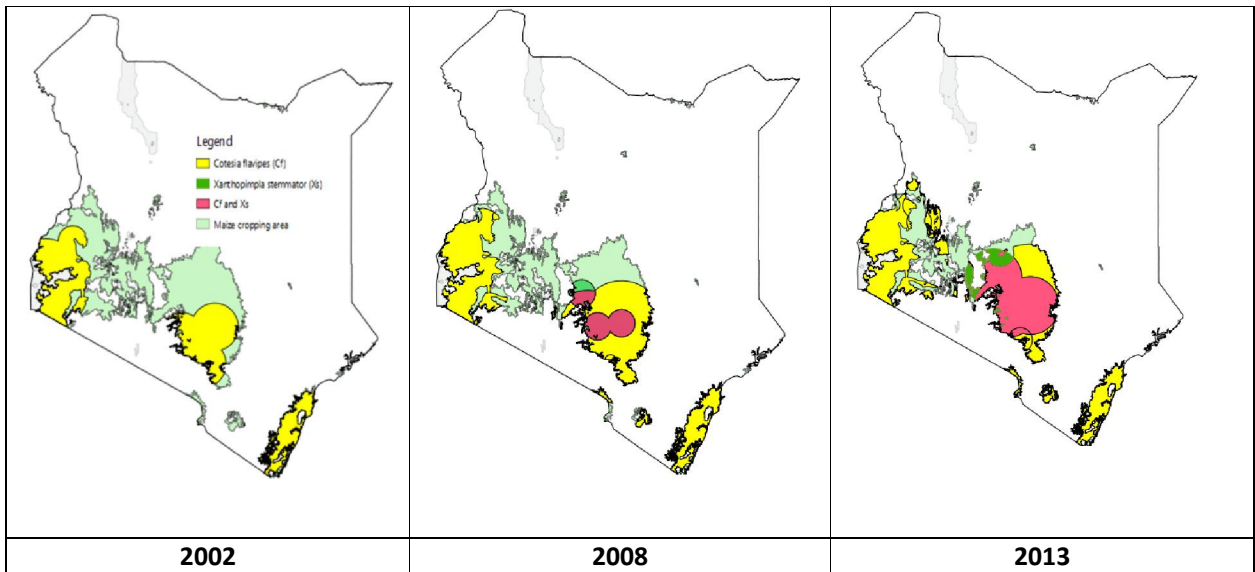 Legend
Cotesia flavipes (Cf)
Xanthopimpla stemmator (Xs)
Cf and Xs
Maize cropping area
2002
2008
2013